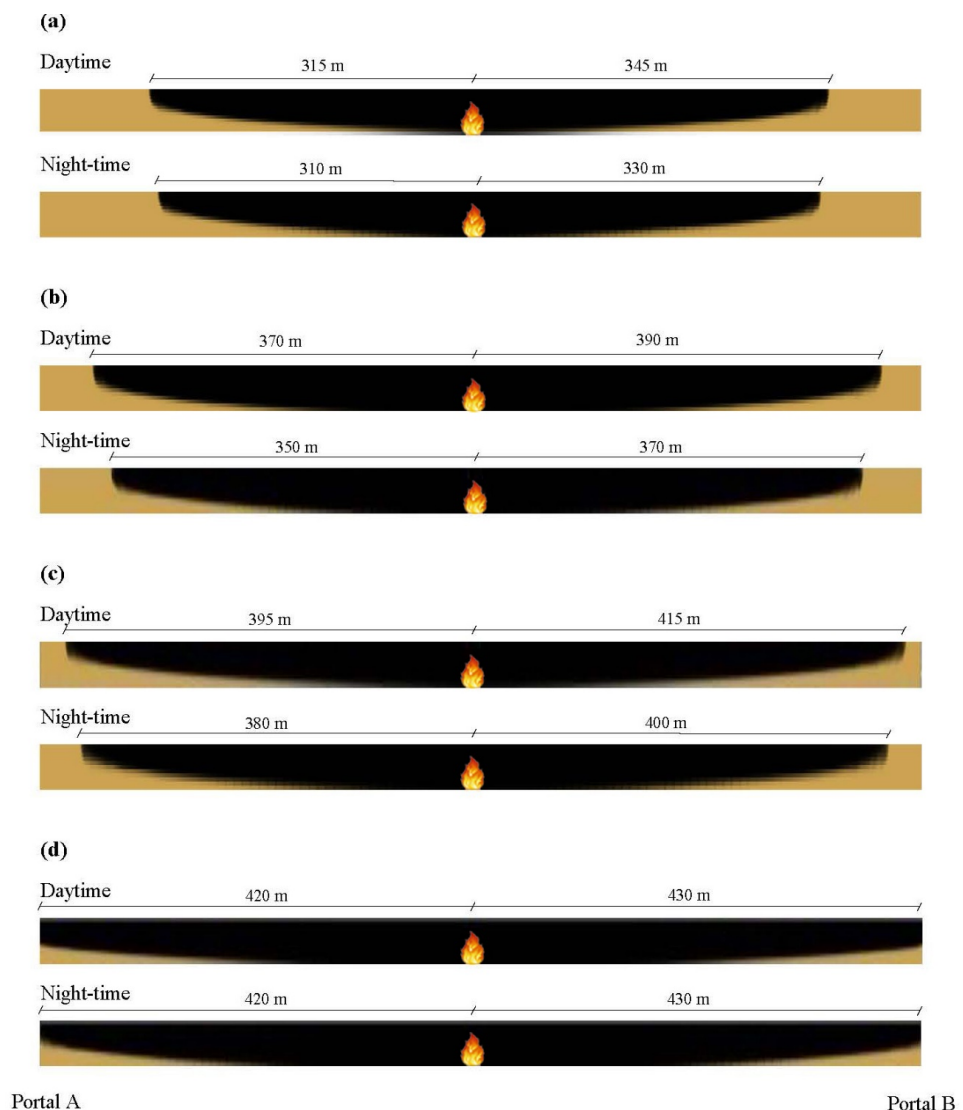 (a)
Daytime
315 m 345 m
Night-time
310 m 330 m
(b)
Daytime
370 m 390 m
Night-time
350 m 370 m
(c)
Daytime
395 m 415 m
Night-time
380 m 400 m
(d)
Daytime
420 m 430 m
Night-time
420 m 430 m
Portal A Portal B